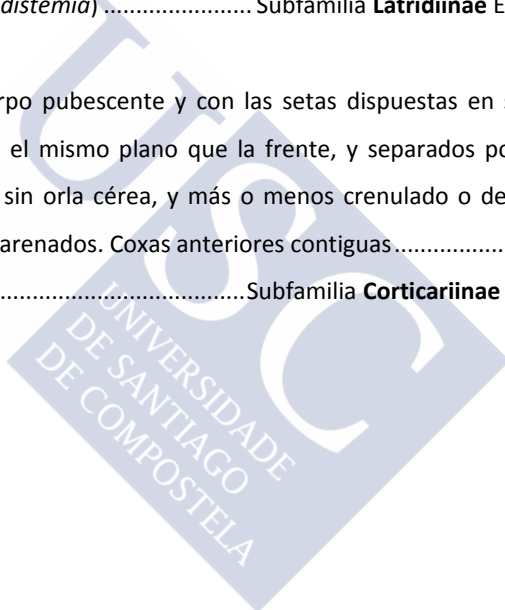 distemia) ........................ Subfamilia Latridiinae E
rpo pubescente y con las setas dispuestas en s
el mismo plano que la frente, y separados po
sin orla cérea, y más o menos crenulado o de
arenados. Coxas anteriores contiguas..................
.......................................Subfamilia Corticariinae
USC
UNIVERSIDADE
DE SANTIAGO
DE COMPOSTELA